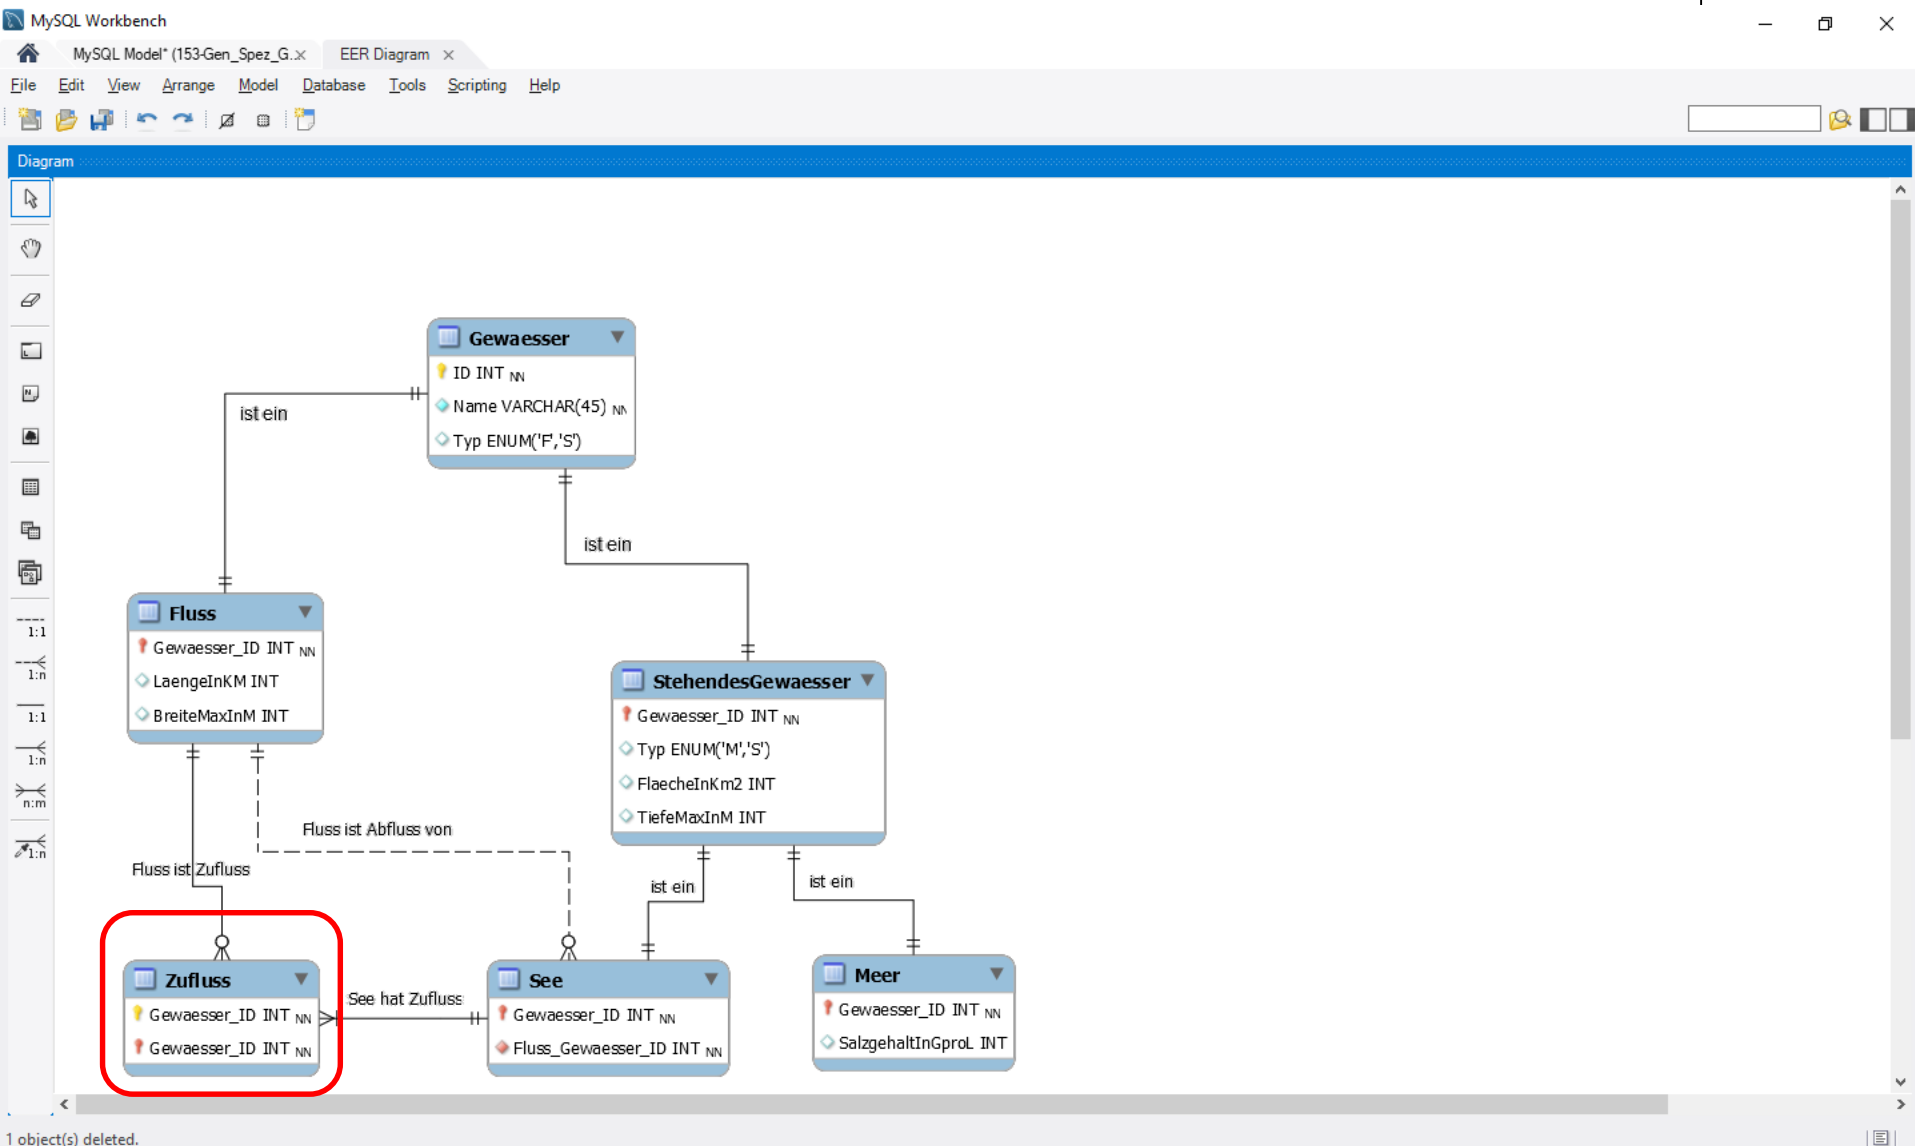 MySQL Workbench
MySQL Model* (153-Gen_Spez_G..× EER Diagram ×
File Edit View Arrange Model Database Tools Scripting Help
Diagram
Gewaesser
ID INT NN
Name VARCHAR(45) NN
Typ ENUM('F','S')
ist ein
ist ein
Fluss
Gewaesser_ID INT NN
LaengeInKM INT
BreiteMaxInM INT
StehendesGewaesser
Gewaesser_ID INT NN
Typ ENUM('M','S')
FlaecheInKm2 INT
TiefeMaxInM INT
1:1
1:n
1:1
1:n
n:m
1:n
Fluss ist Abfluss von
Fluss ist Zufluss
ist ein
ist ein
Zufluss
Gewaesser_ID INT NN
Gewaesser_ID INT NN
See hat Zufluss
See
Gewaesser_ID INT NN
Fluss_Gewaesser_ID INT NN
Meer
Gewaesser_ID INT NN
SalzgehaltInGproL INT
1 object(s) deleted.